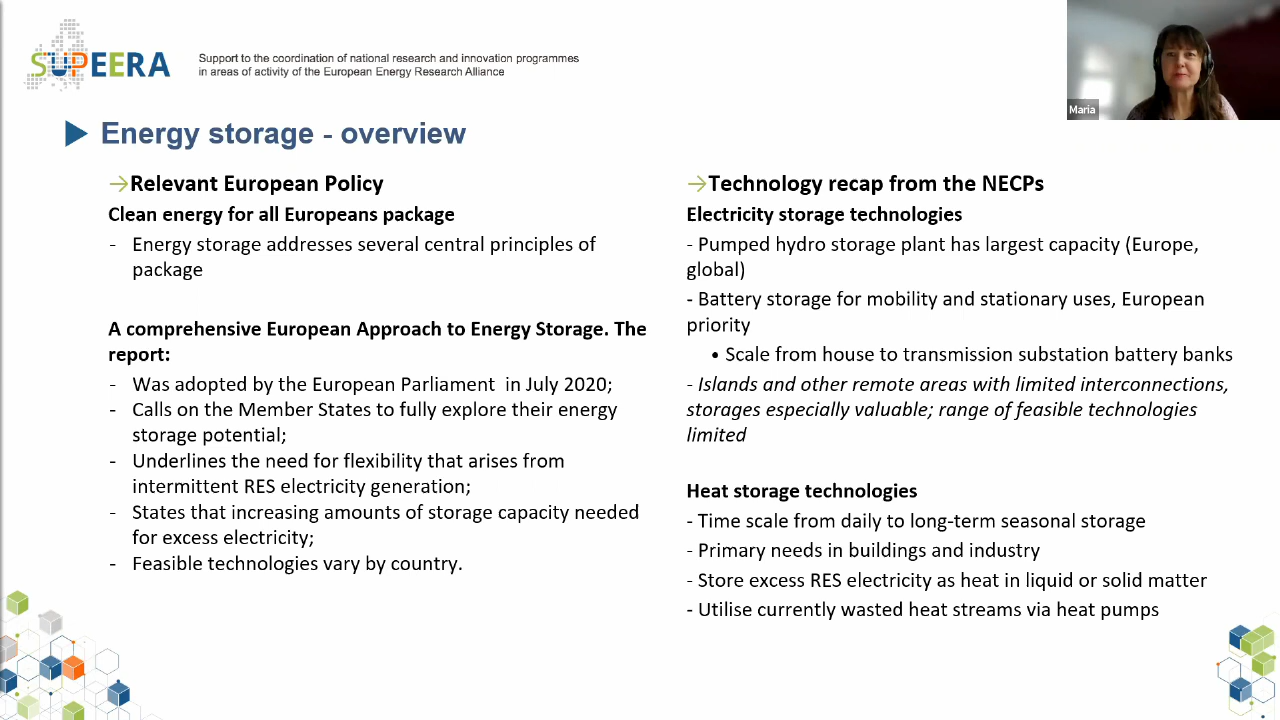 SUPEERA
Support to the coordination of national research and innovation programmes
in areas of activity of the European Energy Research Alliance
Maria
Energy storage - overview
→Relevant European Policy
Clean energy for all Europeans package
- Energy storage addresses several central principles of
package
A comprehensive European Approach to Energy Storage. The
report:
- Was adopted by the European Parliament in July 2020;
- Calls on the Member States to fully explore their energy
storage potential;
- Underlines the need for flexibility that arises from
intermittent RES electricity generation;
- States that increasing amounts of storage capacity needed
for excess electricity;
- Feasible technologies vary by country.
→Technology recap from the NECPs
Electricity storage technologies
- Pumped hydro storage plant has largest capacity (Europe,
global)
- Battery storage for mobility and stationary uses, European
priority
• Scale from house to transmission substation battery banks
- Islands and other remote areas with limited interconnections,
storages especially valuable; range of feasible technologies
limited
Heat storage technologies
- Time scale from daily to long-term seasonal storage
- Primary needs in buildings and industry
- Store excess RES electricity as heat in liquid or solid matter
- Utilise currently wasted heat streams via heat pumps